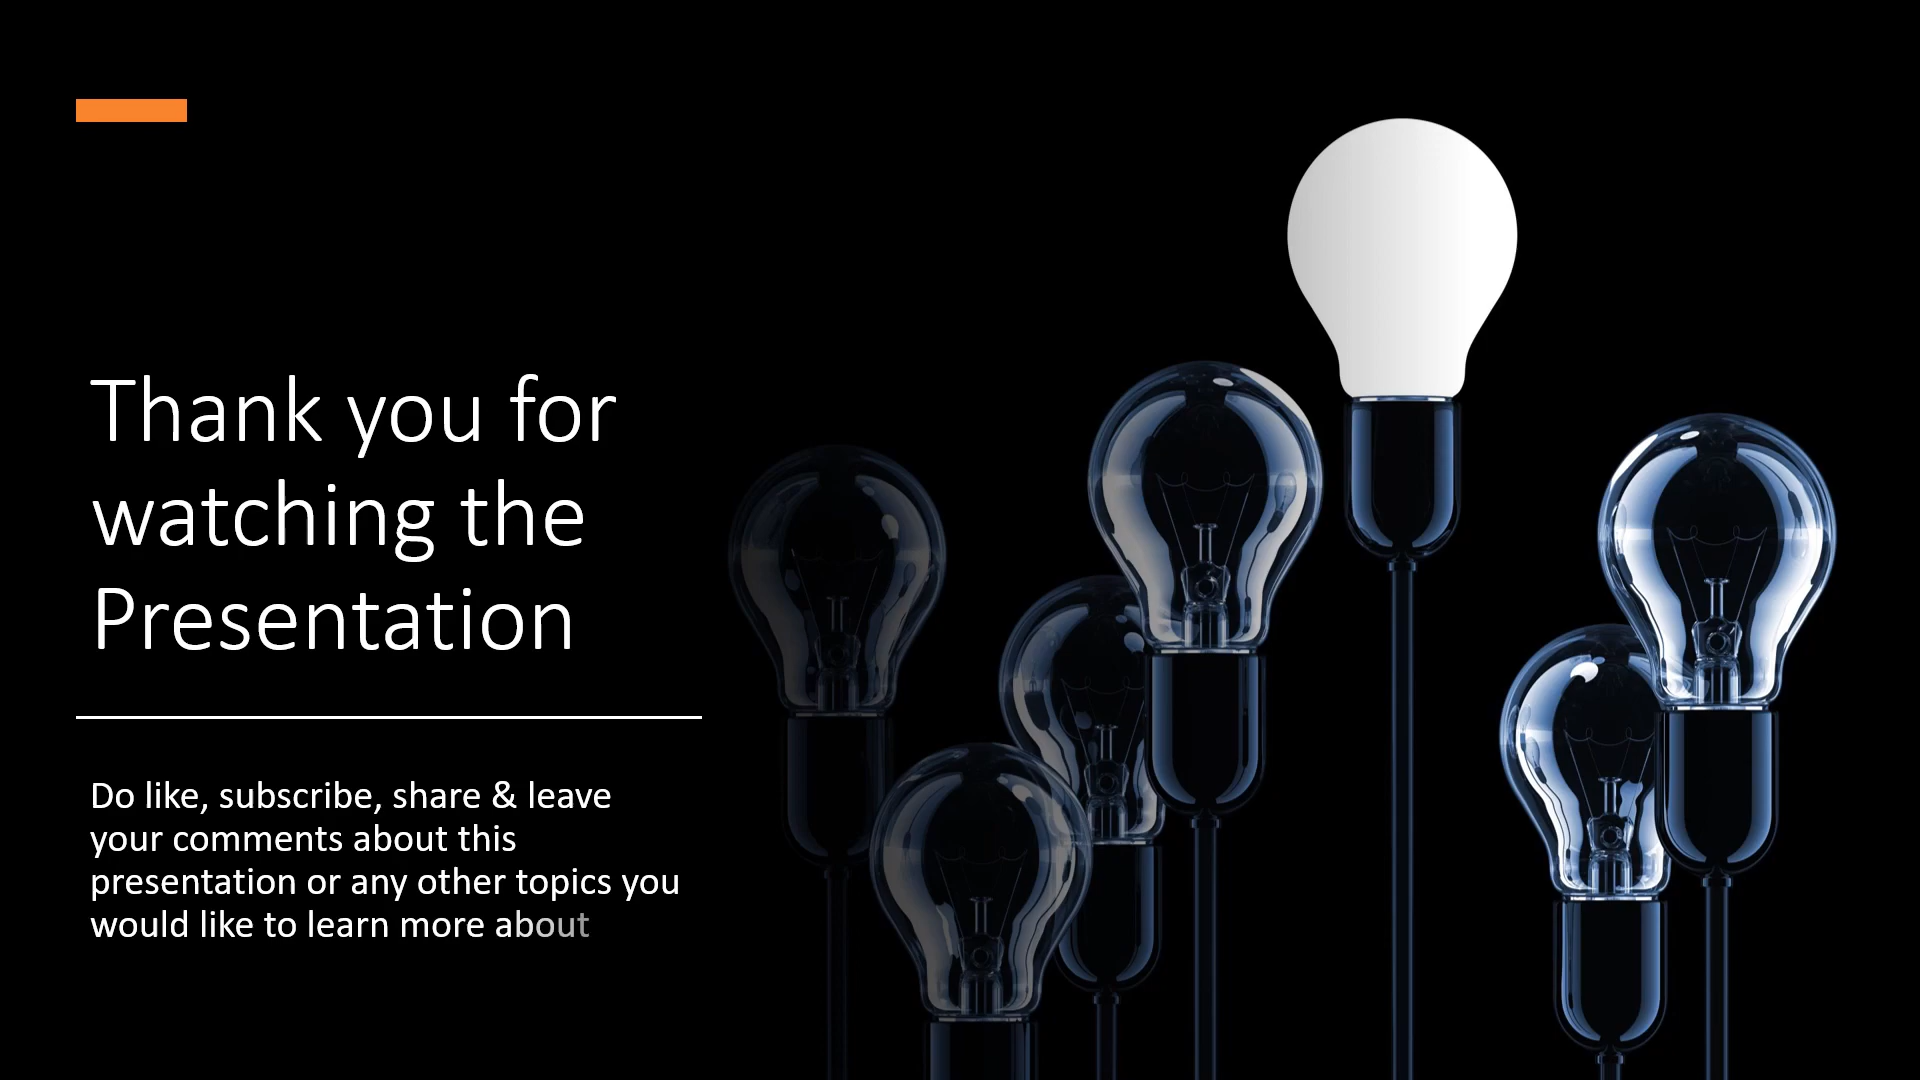 Thank you for
watching the
Presentation
Do like, subscribe, share & leave
your comments about this
presentation or any other topics you
would like to learn more about